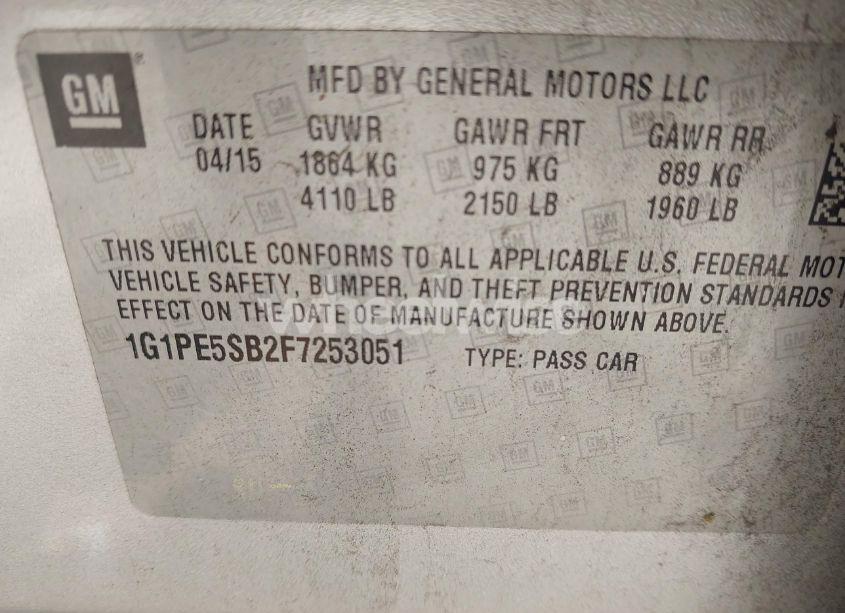 GM
MFD BY GENERAL MOTORS LLC
DATE GVWR GAWR FRT GAWR RR
04/15 1864 KG 975 KG 889 KG
4110 LB 2150 LB 1960 LB
THIS VEHICLE CONFORMS TO ALL APPLICABLE U.S. FEDERAL MOT
VEHICLE SAFETY, BUMPER, AND THEFT PREVENTION STANDARDS
EFFECT ON THE DATE OF MANUFACTURE SHOWN ABOVE.
1G1PE5SB2F7253051 TYPE: PASS CAR